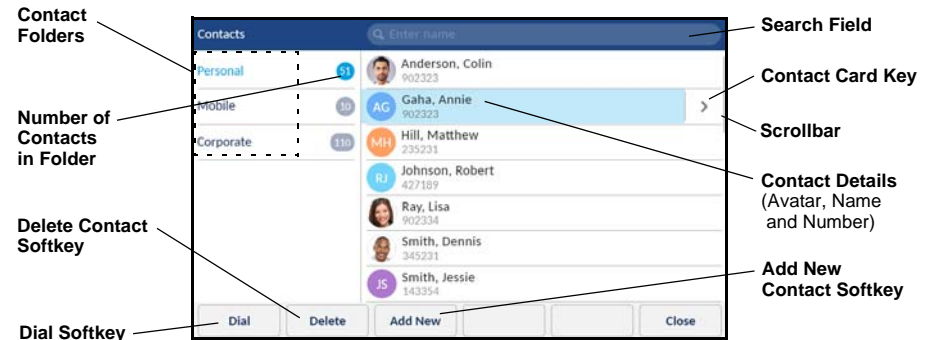 Contact
Folders
Number of
Contacts
in Folder
Delete Contact
Softkey
Dial Softkey
Contacts
Enter name
Personal
51
Mobile
10
Corporate
110
Anderson, Colin
902323
AG
Gaha, Annie
902323
MH
Hill, Matthew
235231
RJ
Johnson, Robert
427189
Ray, Lisa
902334
Smith, Dennis
345231
JS
Smith, Jessie
143354
Dial
Delete
Add New
Close
Search Field
Contact Card Key
Scrollbar
Contact Details
(Avatar, Name
and Number)
Add New
Contact Softkey